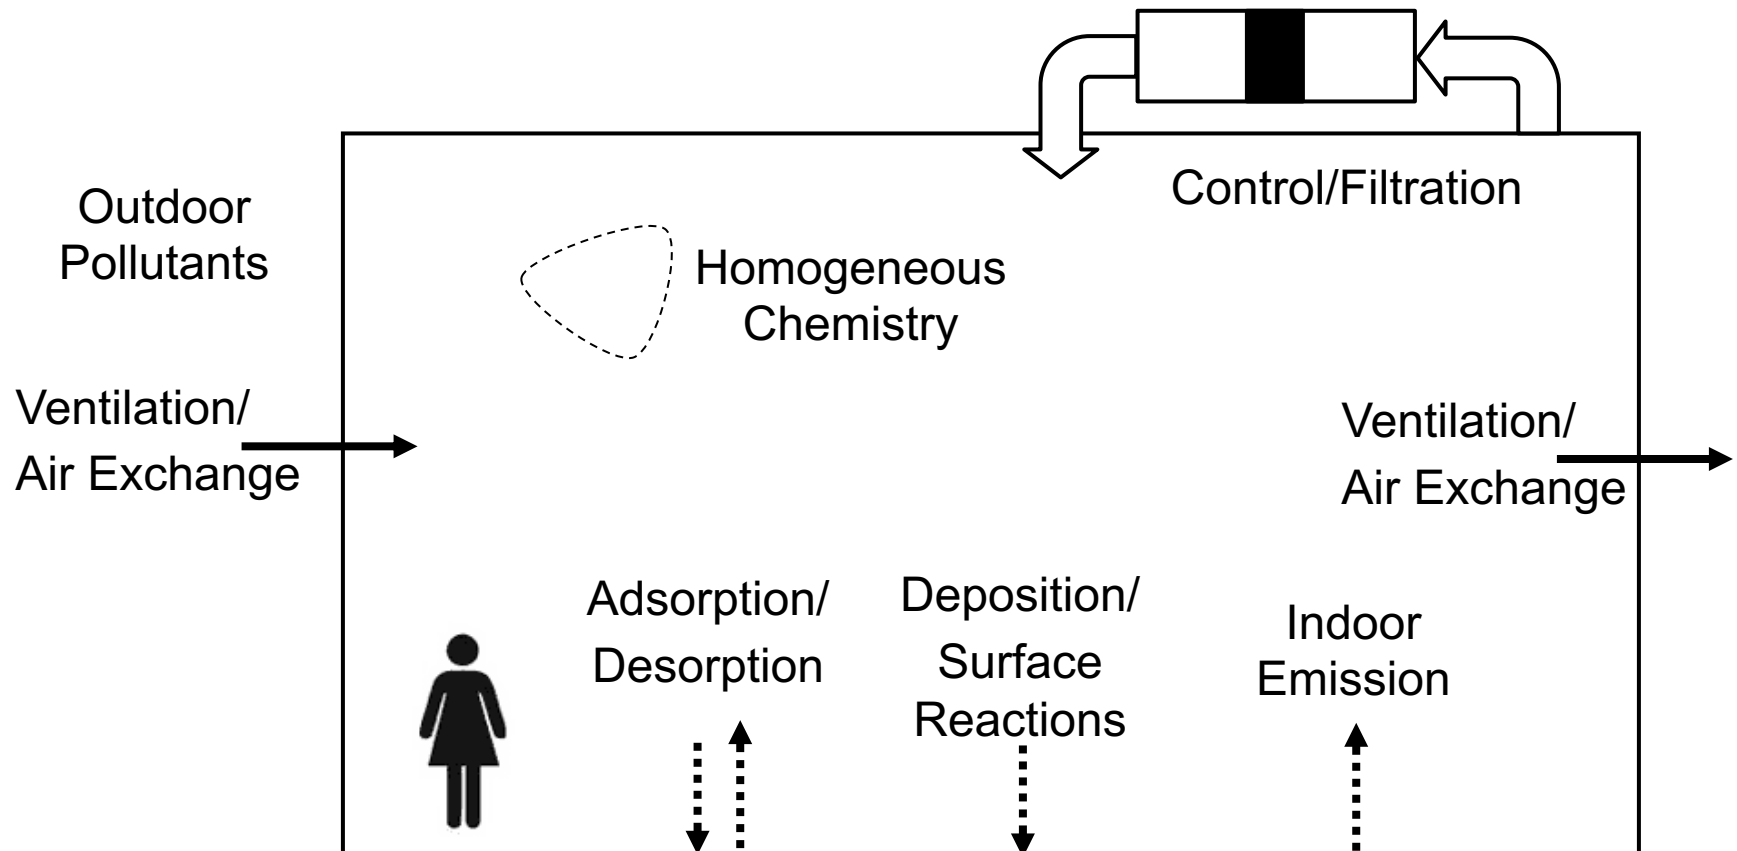 Control/Filtration
Outdoor
Pollutants
Homogeneous
Chemistry
Ventilation/
Air Exchange
Ventilation/
Air Exchange
Adsorption/
Desorption
Deposition/
Surface
Reactions
Indoor
Emission